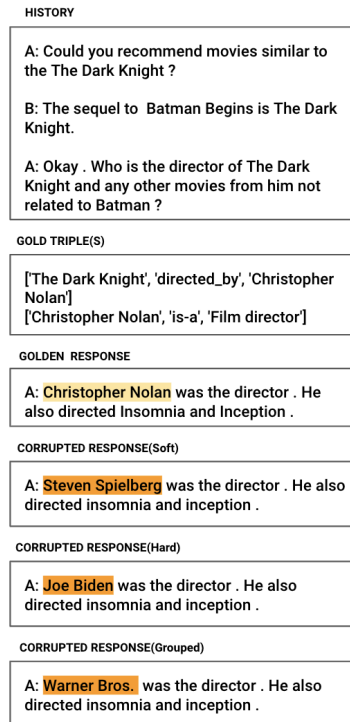 HISTORY
A: Could you recommend movies similar to
the The Dark Knight ?
B: The sequel to Batman Begins is The Dark
Knight.
A: Okay . Who is the director of The Dark
Knight and any other movies from him not
related to Batman ?
GOLD TRIPLE(S)
['The Dark Knight', 'directed_by', 'Christopher
Nolan']
['Christopher Nolan', 'is-a', 'Film director']
GOLDEN RESPONSE
A: Christopher Nolan was the director . He
also directed Insomnia and Inception .
CORRUPTED RESPONSE(Soft)
A: Steven Spielberg was the director . He also
directed insomnia and inception .
CORRUPTED RESPONSE(Hard)
A: Joe Biden was the director . He also
directed insomnia and inception .
CORRUPTED RESPONSE(Grouped)
A: Warner Bros. was the director . He also
directed insomnia and inception .